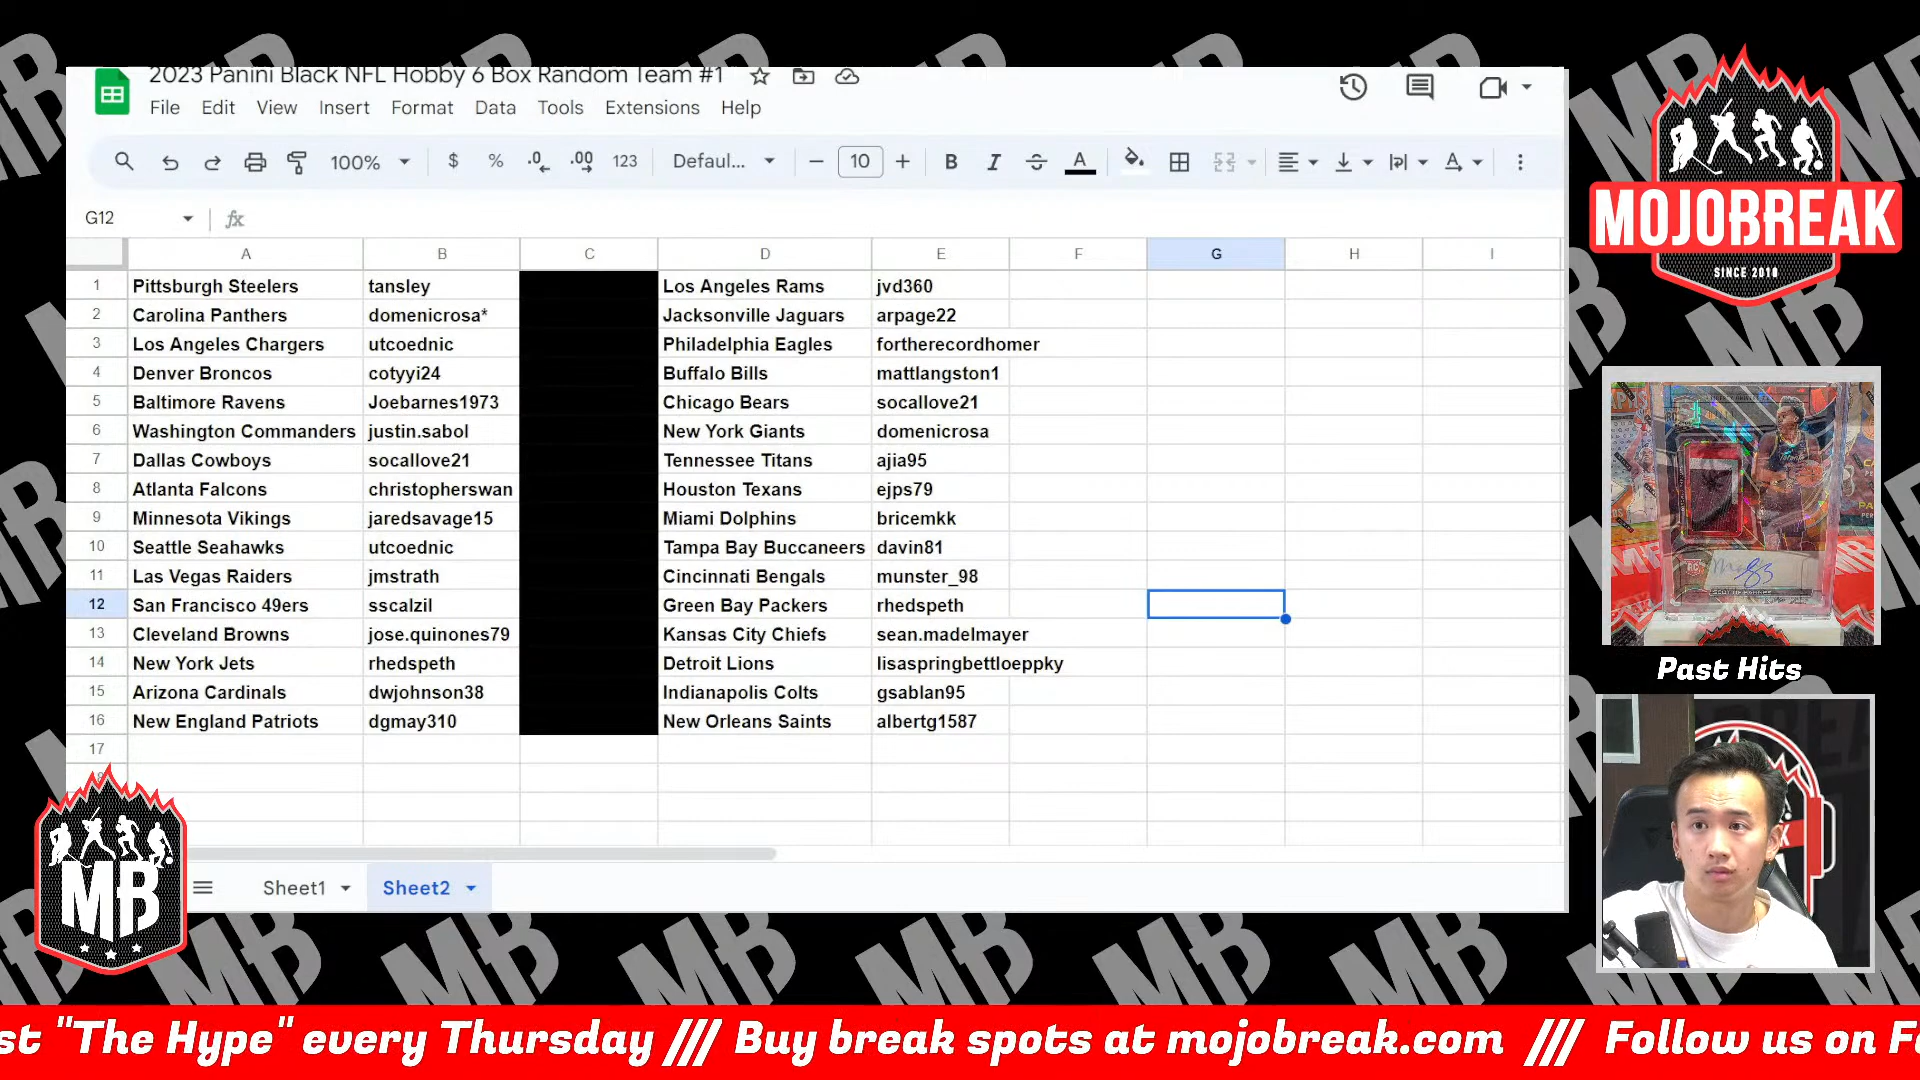 2023 Panini Black NFL Hobby 6 Box Random Team #1
File Edit View Insert Format Data Tools Extensions Help
100% $ % .0 .00 123 Defaul... 10 B I A
G12 fx
A B C D E F G H I
1 Pittsburgh Steelers tansley Los Angeles Rams jvd360
2 Carolina Panthers domenicrosa* Jacksonville Jaguars arpage22
3 Los Angeles Chargers utcoednic Philadelphia Eagles fortherecordhomer
4 Denver Broncos cotyyi24 Buffalo Bills mattlangston1
5 Baltimore Ravens Joebarnes1973 Chicago Bears socallove21
6 Washington Commanders justin.sabol New York Giants domenicrosa
7 Dallas Cowboys socallove21 Tennessee Titans ajia95
8 Atlanta Falcons christopherswan Houston Texans ejps79
9 Minnesota Vikings jaredsavage15 Miami Dolphins bricemkk
10 Seattle Seahawks utcoednic Tampa Bay Buccaneers davin81
11 Las Vegas Raiders jmstrath Cincinnati Bengals munster_98
12 San Francisco 49ers sscalzil Green Bay Packers rhedspeth
13 Cleveland Browns jose.quinones79 Kansas City Chiefs sean.madelmayer
14 New York Jets rhedspeth Detroit Lions lisaspringbettloeppky
15 Arizona Cardinals dwjohnson38 Indianapolis Colts gsablan95
16 New England Patriots dgmay310 New Orleans Saints albertg1587
17
Sheet1 Sheet2
MB
MOJOBREAK
SINCE 2010
Past Hits
st "The Hype" every Thursday /// Buy break spots at mojobreak.com /// Follow us on Fa